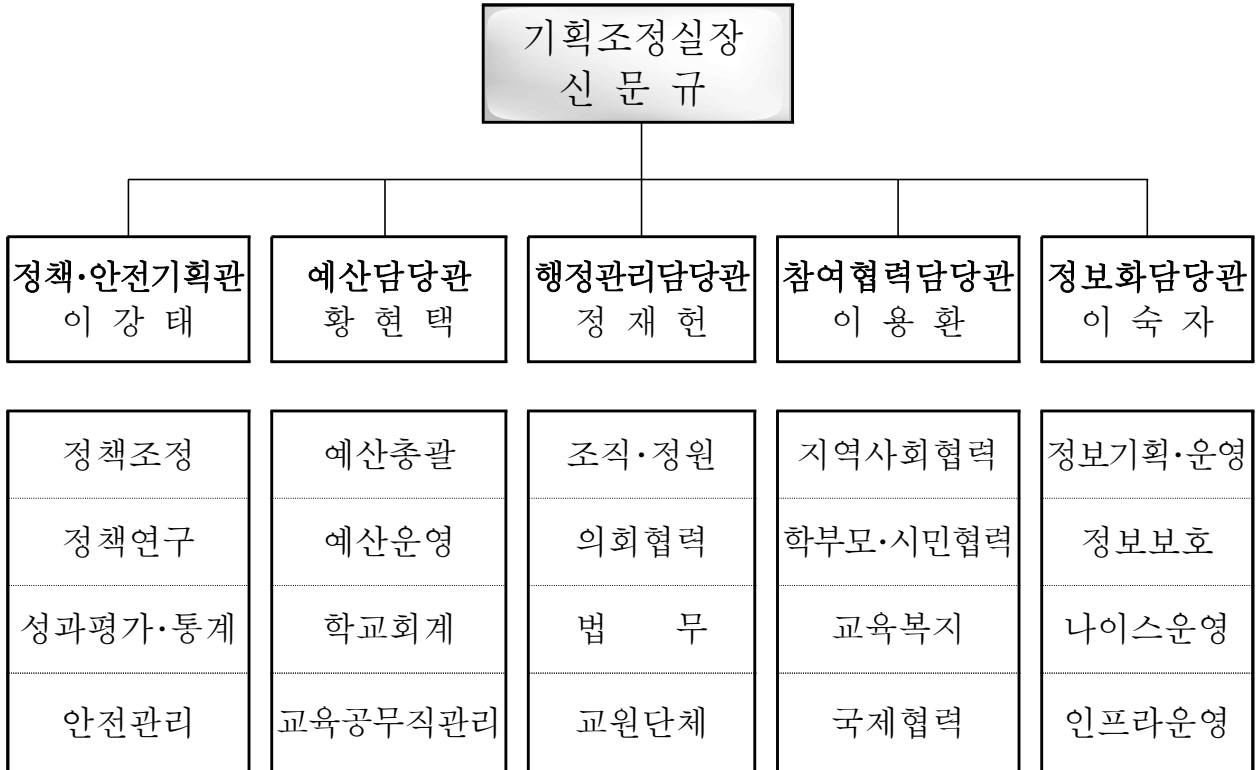 기획조정실장
신 문 규
정책·안전기획관
이 강 태
예산담당관
황 현 택
행정관리담당관
정 재 헌
참여협력담당관
이 용 환
정보화담당관
이 숙 자
정책조정
정책연구
성과평가·통계
안전관리
예산총괄
예산운영
학교회계
교육공무직관리
조직·정원
의회협력
법 무
교원단체
지역사회협력
학부모·시민협력
교육복지
국제협력
정보기획·운영
정보보호
나이스운영
인프라운영